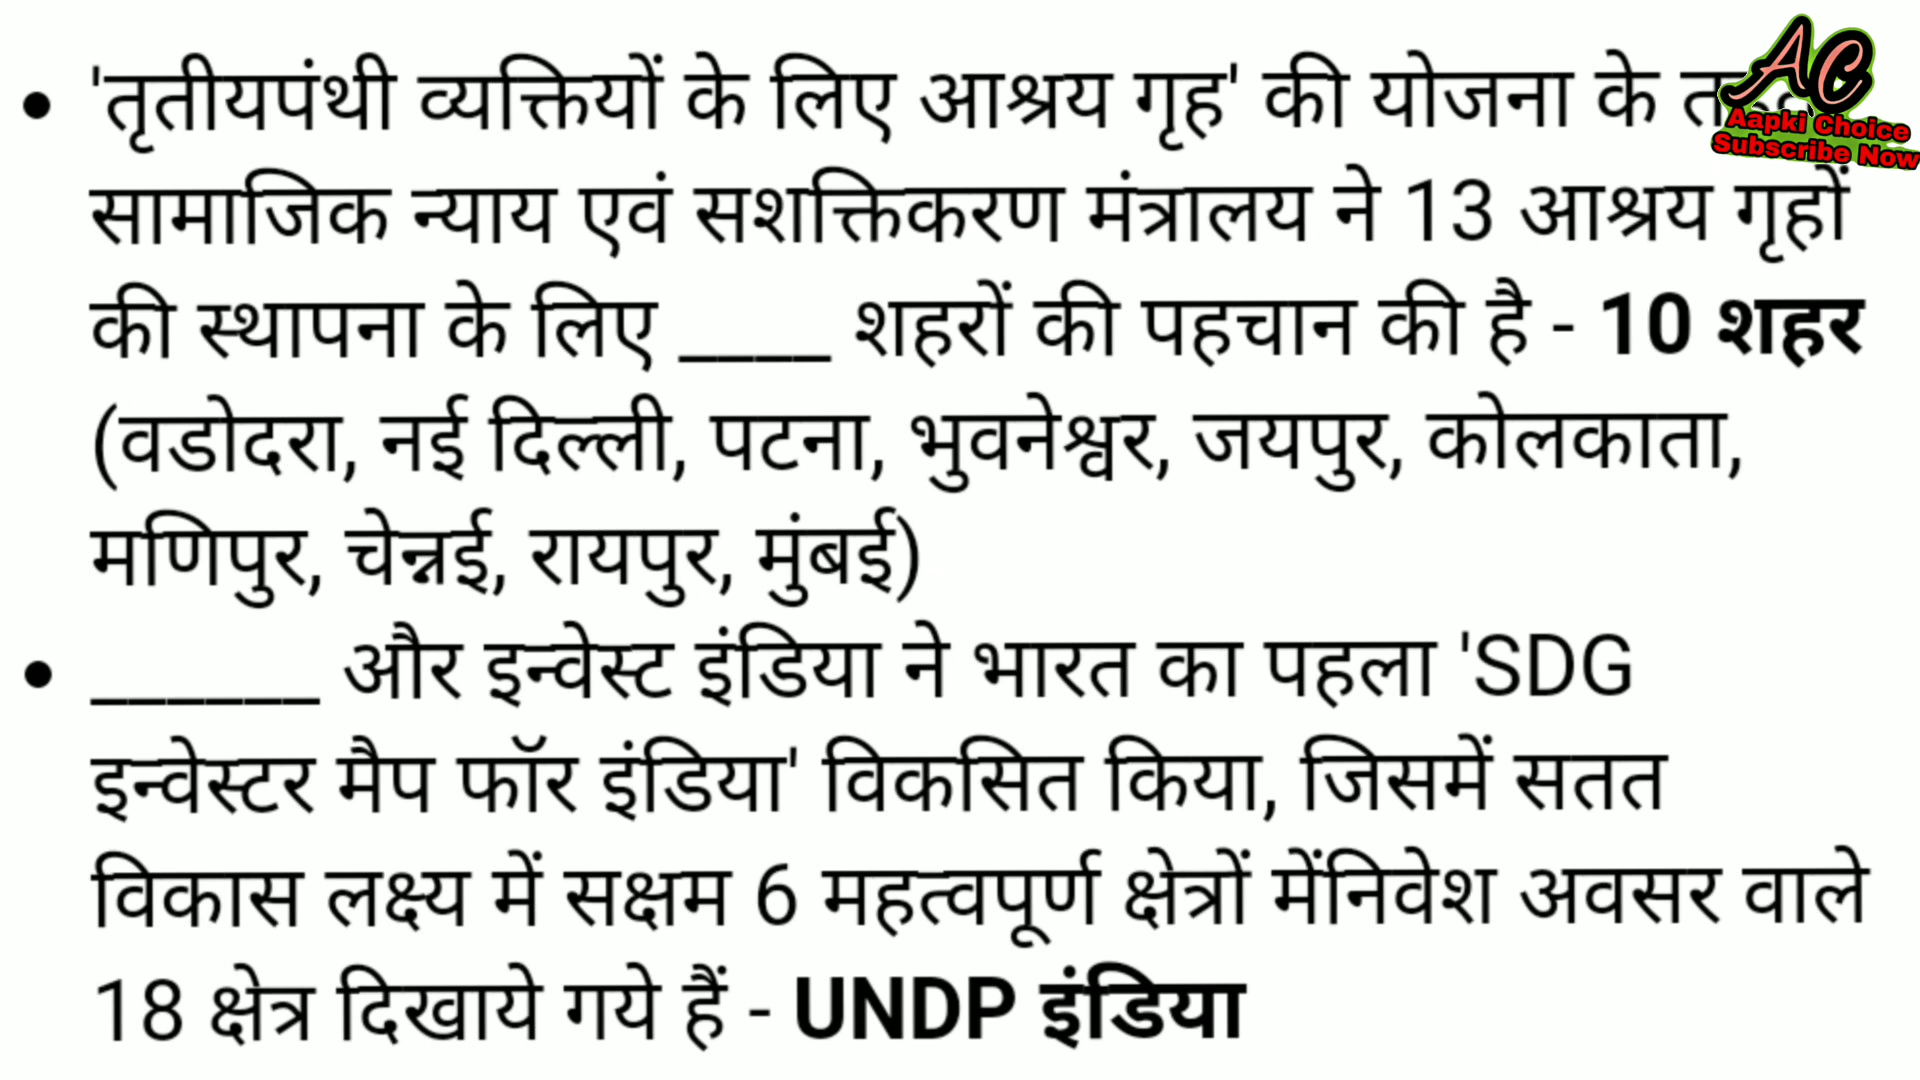 • 'तृतीयपंथी व्यक्तियों के लिए आश्रय गृह' की योजना के
सामाजिक न्याय एवं सशक्तिकरण मंत्रालय ने 13 आश्रय गृहों
की स्थापना के लिए ____ शहरों की पहचान की है - 10 शहर
(वडोदरा, नई दिल्ली, पटना, भुवनेश्वर, जयपुर, कोलकाता,
मणिपुर, चेन्नई, रायपुर, मुंबई)
• ______ और इन्वेस्ट इंडिया ने भारत का पहला 'SDG
इन्वेस्टर मैप फॉर इंडिया' विकसित किया, जिसमें सतत
विकास लक्ष्य में सक्षम 6 महत्वपूर्ण क्षेत्रों मेंनिवेश अवसर वाले
18 क्षेत्र दिखाये गये हैं - UNDP इंडिया
AC
Aapki Choice
Subscribe Now